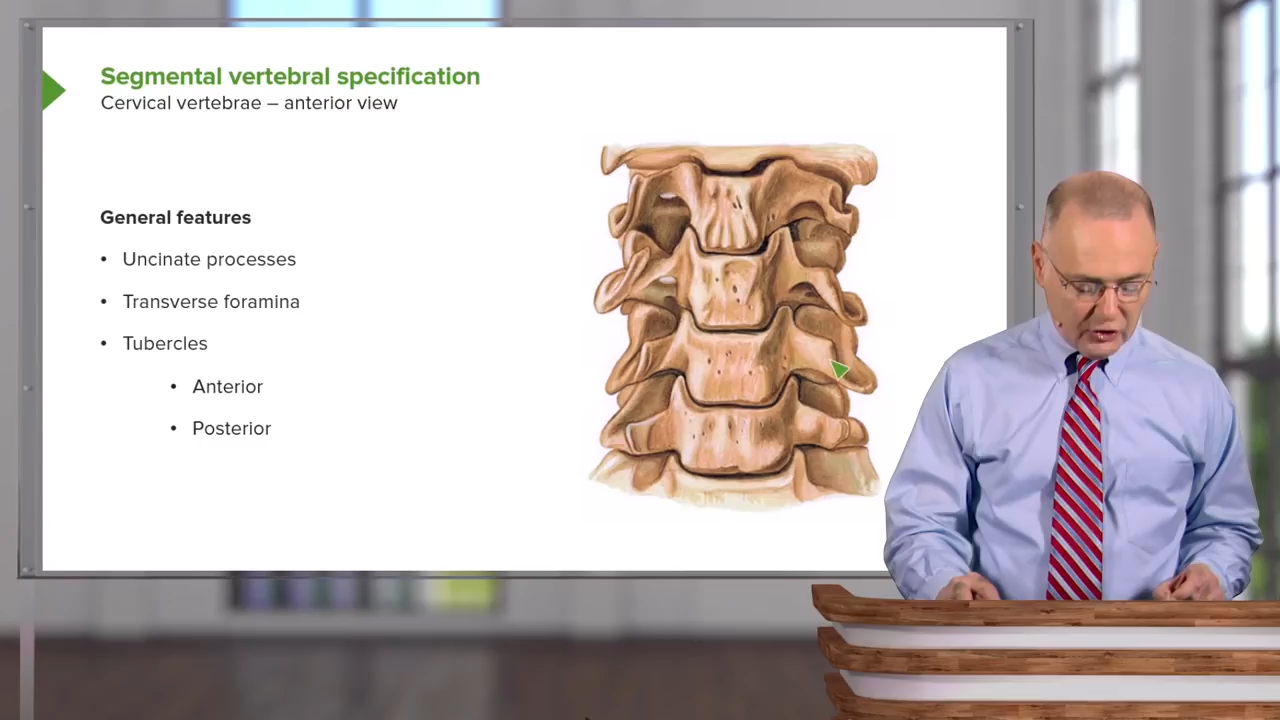 Segmental vertebral specification
Cervical vertebrae – anterior view
General features
• Uncinate processes
• Transverse foramina
• Tubercles
• Anterior
• Posterior